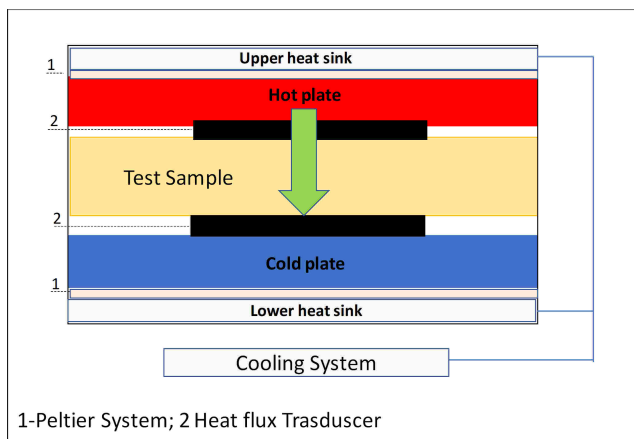 1
Upper heat sink
Hot plate
2
Test Sample
2
Cold plate
1
Lower heat sink
Cooling System
1-Peltier System; 2 Heat flux Trasduscer